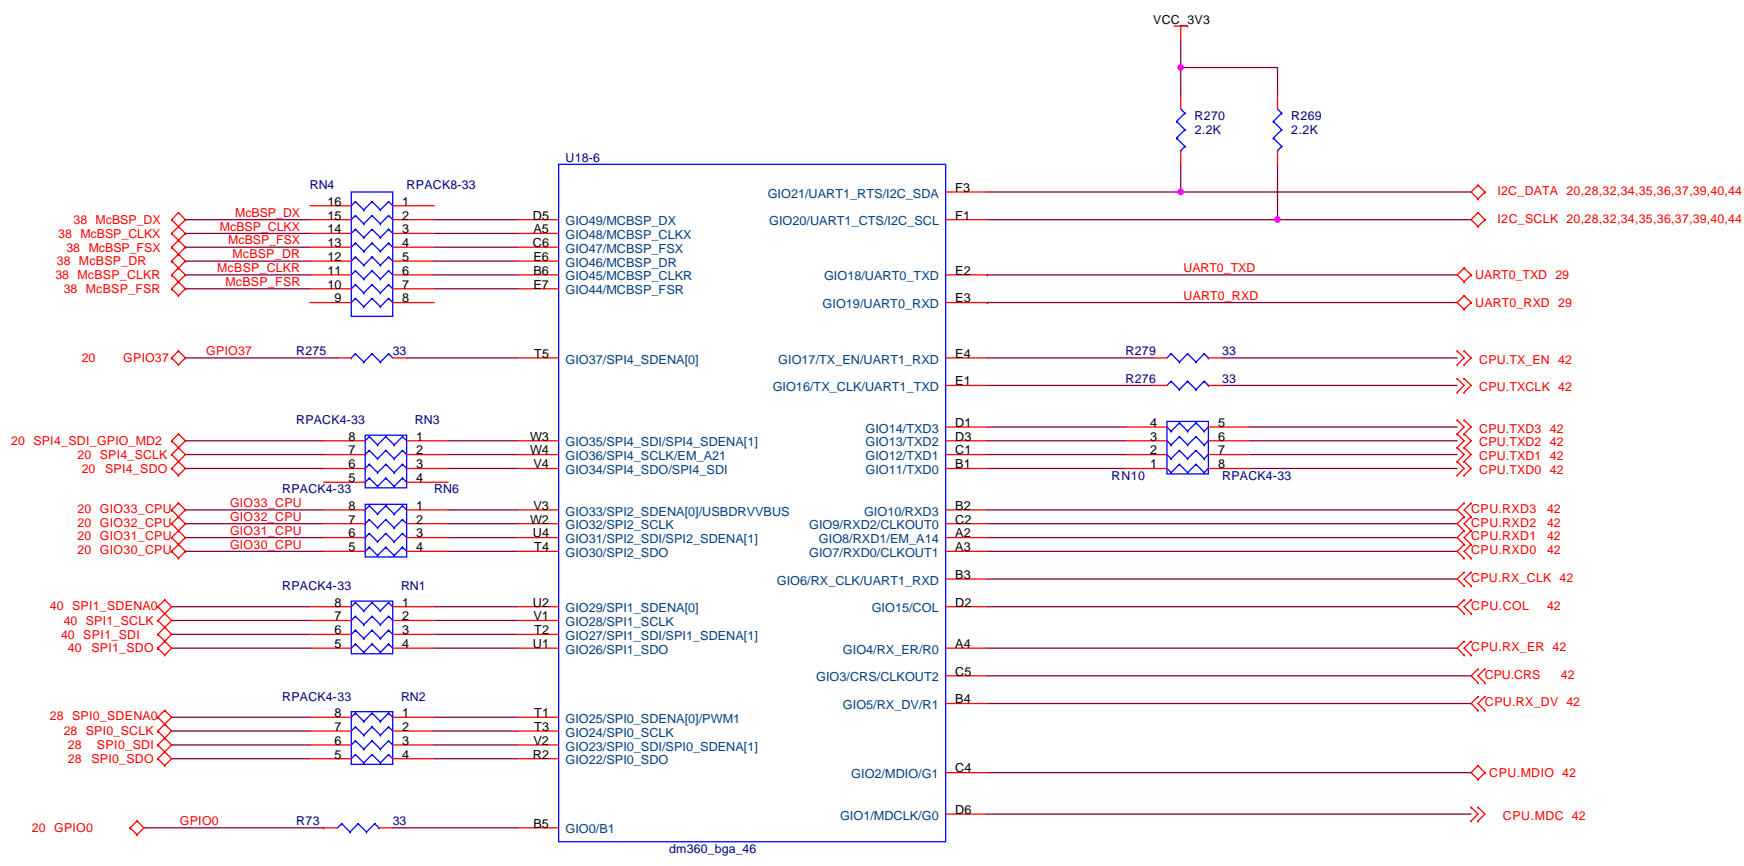 VCC_3V3
R270
2.2K
R269
2.2K
U18-6
RN4 RPACK8-33
16 1
38 McBSP_DX McBSP_DX 15 2 D5 GIO49/MCBSP_DX
38 McBSP_CLKX McBSP_CLKX 14 3 A5 GIO48/MCBSP_CLKX
38 McBSP_FSX McBSP_FSX 13 4 C6 GIO47/MCBSP_FSX
38 McBSP_DR McBSP_DR 12 5 E6 GIO46/MCBSP_DR
38 McBSP_CLKR McBSP_CLKR 11 6 B6 GIO45/MCBSP_CLKR
38 McBSP_FSR McBSP_FSR 10 7 E7 GIO44/MCBSP_FSR
9 8
GIO21/UART1_RTS/I2C_SDA F3 I2C_DATA 20,28,32,34,35,36,37,39,40,44
GIO20/UART1_CTS/I2C_SCL F1 I2C_SCLK 20,28,32,34,35,36,37,39,40,44
GIO18/UART0_TXD E2 UART0_TXD UART0_TXD 29
GIO19/UART0_RXD E3 UART0_RXD UART0_RXD 29
20 GPIO37 GPIO37 R275 33 T5 GIO37/SPI4_SDENA[0]
GIO17/TX_EN/UART1_RXD E4 R279 33 CPU.TX_EN 42
GIO16/TX_CLK/UART1_TXD E1 R276 33 CPU.TXCLK 42
RPACK4-33 RN3
20 SPI4_SDI_GPIO_MD2 8 1 W3 GIO35/SPI4_SDI/SPI4_SDENA[1]
20 SPI4_SCLK 7 2 W4 GIO36/SPI4_SCLK/EM_A21
20 SPI4_SDO 6 3 V4 GIO34/SPI4_SDO/SPI4_SDI
5 4
GIO14/TXD3 D1 4 5 CPU.TXD3 42
GIO13/TXD2 D3 3 6 CPU.TXD2 42
GIO12/TXD1 C1 2 7 CPU.TXD1 42
GIO11/TXD0 B1 1 8 CPU.TXD0 42
RN10 RPACK4-33
RPACK4-33 RN6
20 GIO33_CPU GIO33_CPU 8 1 V3 GIO33/SPI2_SDENA[0]/USBDRVVBUS
20 GIO32_CPU GIO32_CPU 7 2 W2 GIO32/SPI2_SCLK
20 GIO31_CPU GIO31_CPU 6 3 U4 GIO31/SPI2_SDI/SPI2_SDENA[1]
20 GIO30_CPU GIO30_CPU 5 4 T4 GIO30/SPI2_SDO
GIO10/RXD3 B2 CPU.RXD3 42
GIO9/RXD2/CLKOUT0 C2 CPU.RXD2 42
GIO8/RXD1/EM_A14 A2 CPU.RXD1 42
GIO7/RXD0/CLKOUT1 A3 CPU.RXD0 42
GIO6/RX_CLK/UART1_RXD B3 CPU.RX_CLK 42
RPACK4-33 RN1
40 SPI1_SDENA0 8 1 U2 GIO29/SPI1_SDENA[0]
40 SPI1_SCLK 7 2 V1 GIO28/SPI1_SCLK
40 SPI1_SDI 6 3 T2 GIO27/SPI1_SDI/SPI1_SDENA[1]
40 SPI1_SDO 5 4 U1 GIO26/SPI1_SDO
GIO15/COL D2 CPU.COL 42
GIO4/RX_ER/R0 A4 CPU.RX_ER 42
GIO3/CRS/CLKOUT2 C5 CPU.CRS 42
GIO5/RX_DV/R1 B4 CPU.RX_DV 42
RPACK4-33 RN2
28 SPI0_SDENA0 8 1 T1 GIO25/SPI0_SDENA[0]/PWM1
28 SPI0_SCLK 7 2 T3 GIO24/SPI0_SCLK
28 SPI0_SDI 6 3 V2 GIO23/SPI0_SDI/SPI0_SDENA[1]
28 SPI0_SDO 5 4 R2 GIO22/SPI0_SDO
GIO2/MDIO/G1 C4 CPU.MDIO 42
GIO1/MDCLK/G0 D6 CPU.MDC 42
20 GPIO0 GPIO0 R73 33 B5 GIO0/B1
dm360_bga_46